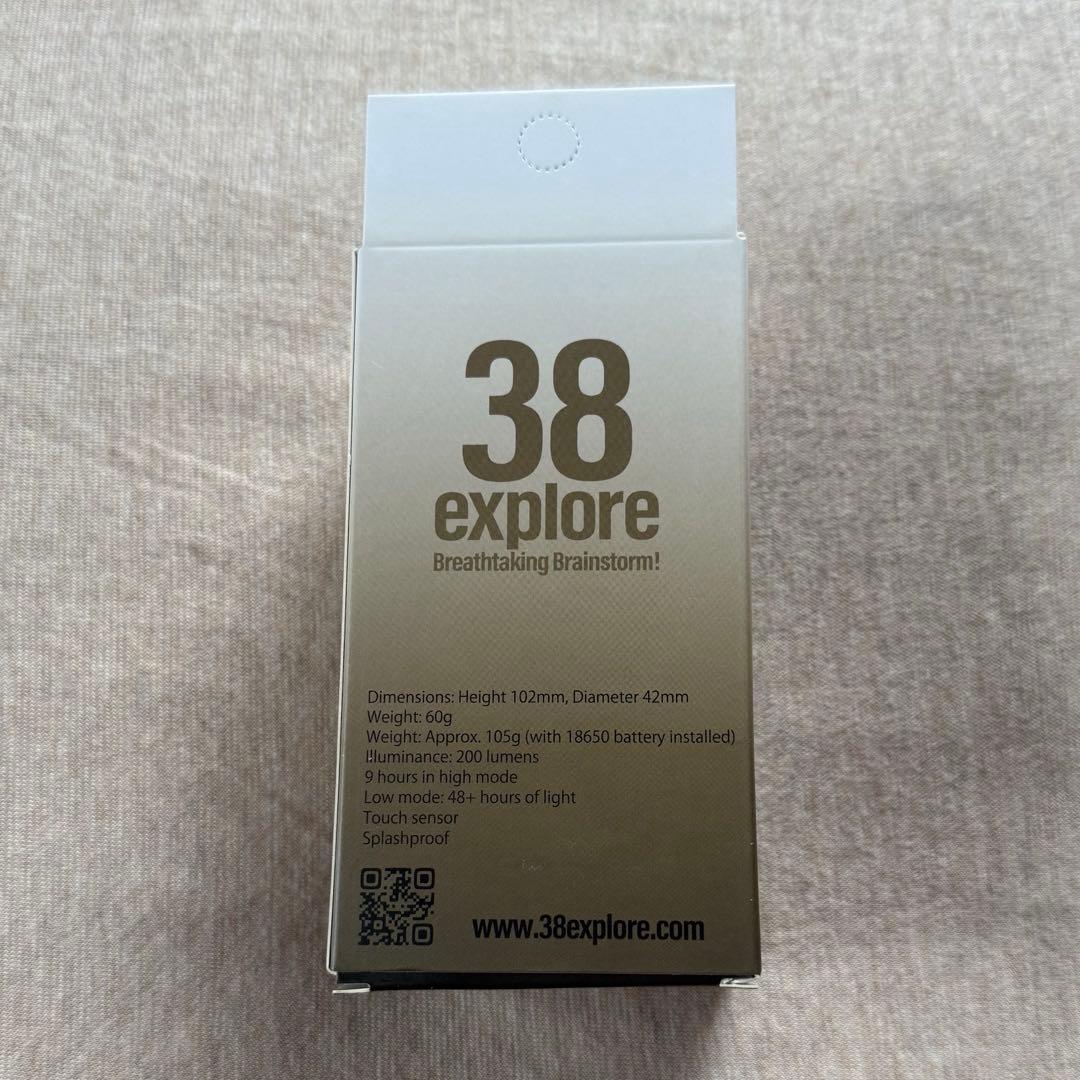 38
explore
Breathtaking Brainstorm!
Dimensions: Height 102mm, Diameter 42mm
Weight: 60g
Weight: Approx. 105g (with 18650 battery installed)
Illuminance: 200 lumens
9 hours in high mode
Low mode: 48+ hours of light
Touch sensor
Splashproof
www.38explore.com